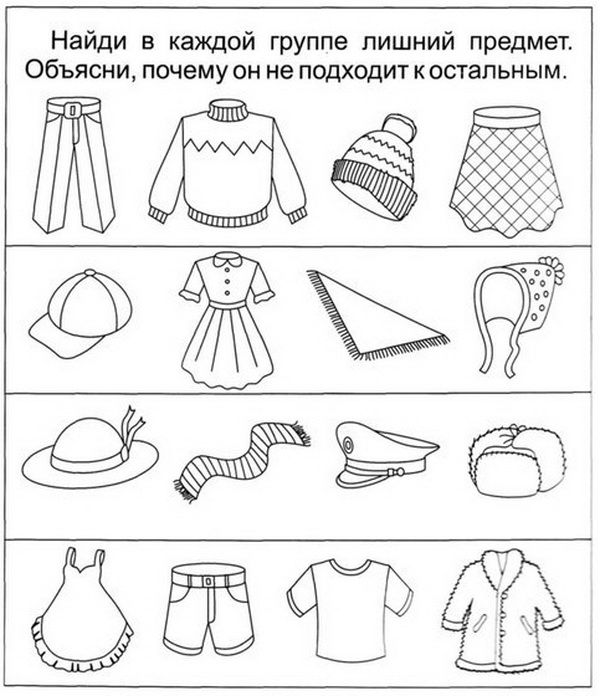 Найди в каждой группе лишний предмет.
Объясни, почему он не подходит к остальным.